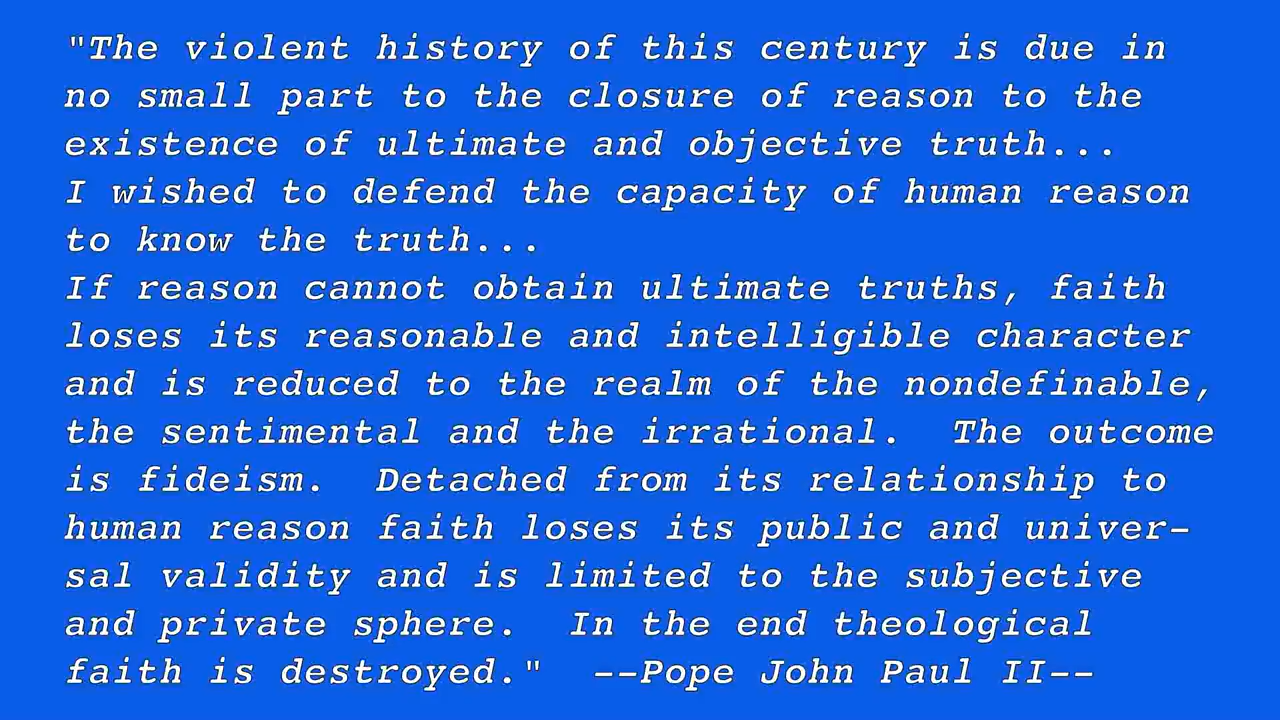 "The violent history of this century is due in
no small part to the closure of reason to the
existence of ultimate and objective truth...
I wished to defend the capacity of human reason
to know the truth...
If reason cannot obtain ultimate truths, faith
loses its reasonable and intelligible character
and is reduced to the realm of the nondefinable,
the sentimental and the irrational.  The outcome
is fideism.  Detached from its relationship to
human reason faith loses its public and univer-
sal validity and is limited to the subjective
and private sphere.  In the end theological
faith is destroyed."  --Pope John Paul II--